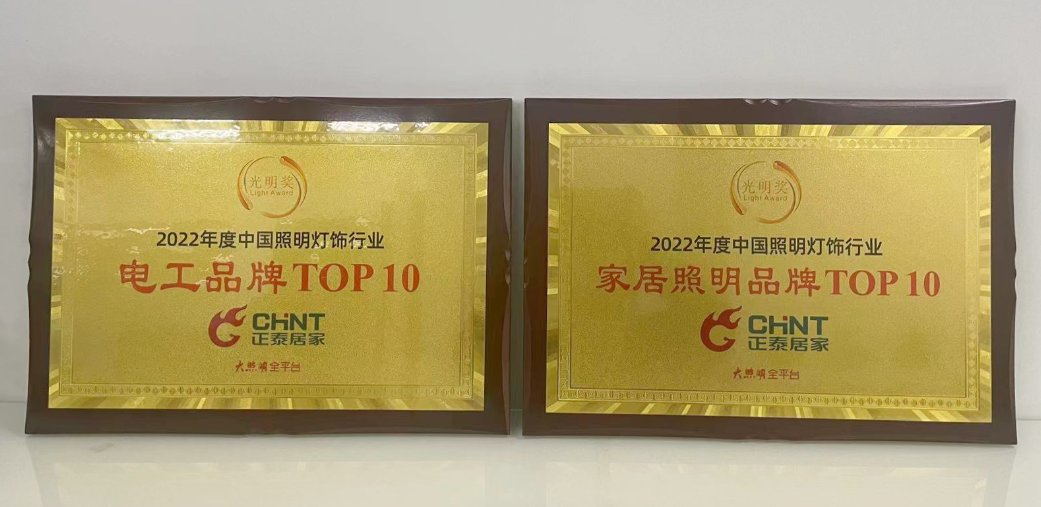 光明奖
Light Award
2022年度中国照明灯饰行业
电工品牌TOP 10
CHNT
正泰居家
大照明全平台
光明奖
Light Award
2022年度中国照明灯饰行业
家居照明品牌TOP 10
CHNT
正泰居家
大照明全平台